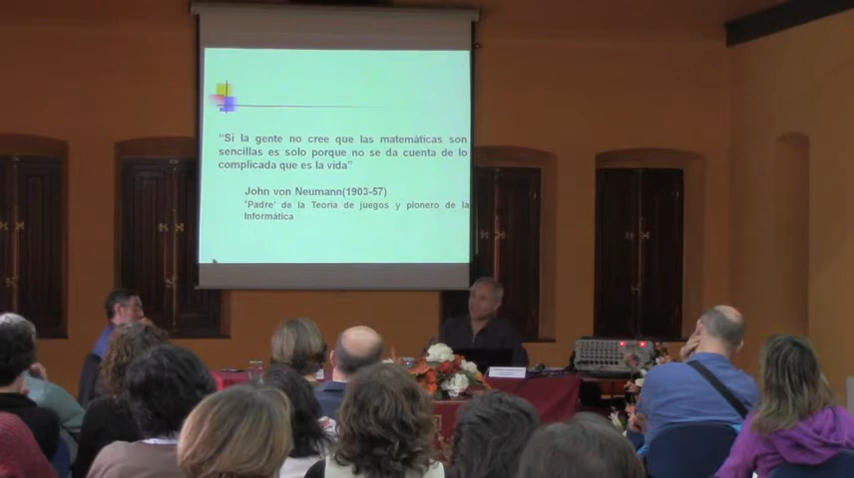 “Si la gente no cree que las matemáticas son
sencillas es solo porque no se da cuenta de lo
complicada que es la vida”
John von Neumann(1903-57)
‘Padre’ de la Teoría de juegos y pionero de la
Informática